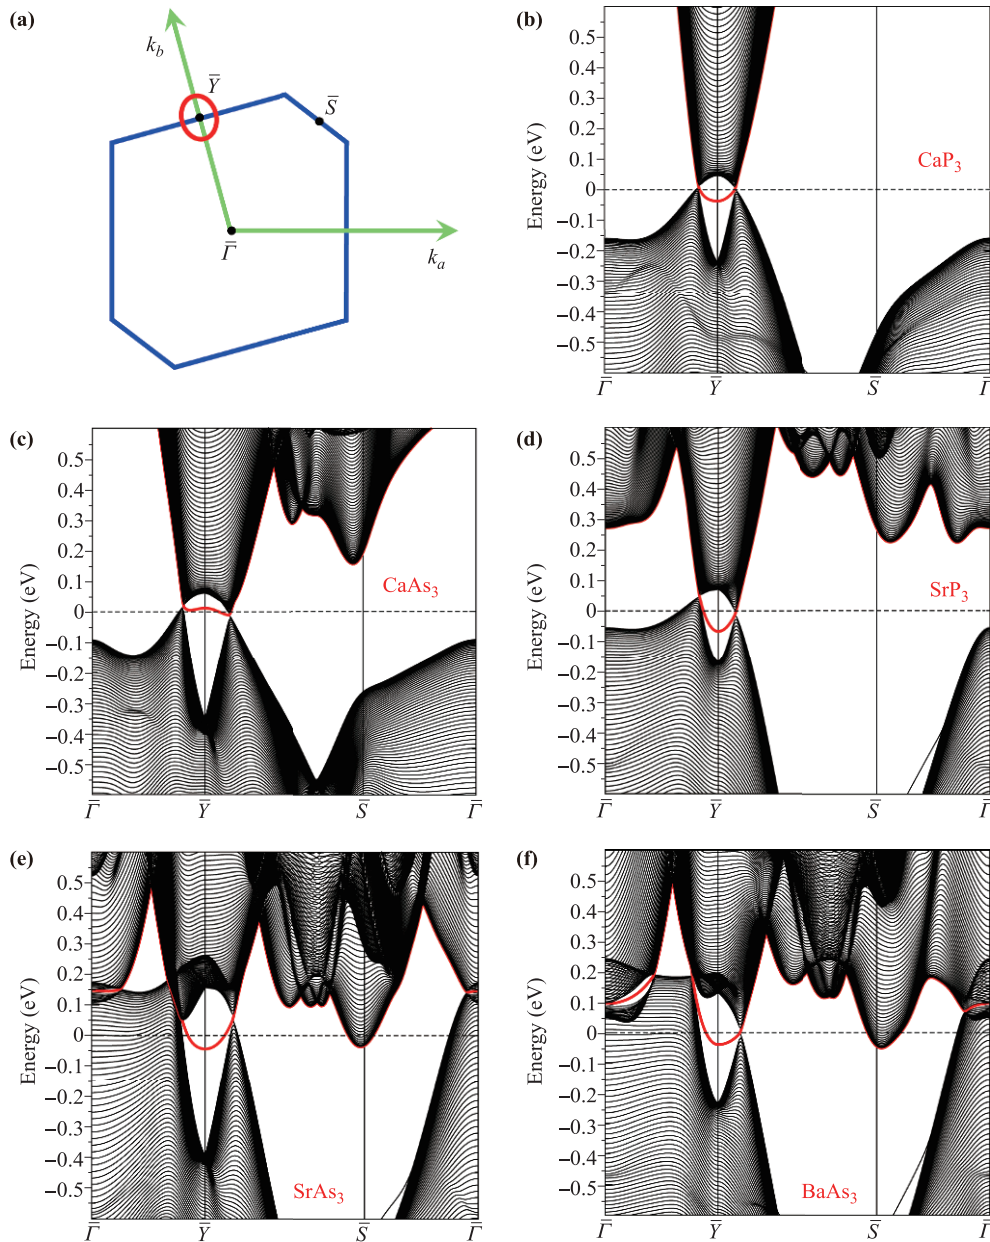 (a)
k_b
Ȳ
S̄
Γ̄
k_a
(b)
Energy (eV)
0.5
0.4
0.3
0.2
0.1
0
−0.1
−0.2
−0.3
−0.4
−0.5
CaP₃
Γ̄ Ȳ S̄ Γ̄
(c)
Energy (eV)
0.5
0.4
0.3
0.2
0.1
0
−0.1
−0.2
−0.3
−0.4
−0.5
CaAs₃
Γ̄ Ȳ S̄ Γ̄
(d)
Energy (eV)
0.5
0.4
0.3
0.2
0.1
0
−0.1
−0.2
−0.3
−0.4
−0.5
SrP₃
Γ̄ Ȳ S̄ Γ̄
(e)
Energy (eV)
0.5
0.4
0.3
0.2
0.1
0
−0.1
−0.2
−0.3
−0.4
−0.5
SrAs₃
Γ̄ Ȳ S̄ Γ̄
(f)
Energy (eV)
0.5
0.4
0.3
0.2
0.1
0
−0.1
−0.2
−0.3
−0.4
−0.5
BaAs₃
Γ̄ Ȳ S̄ Γ̄